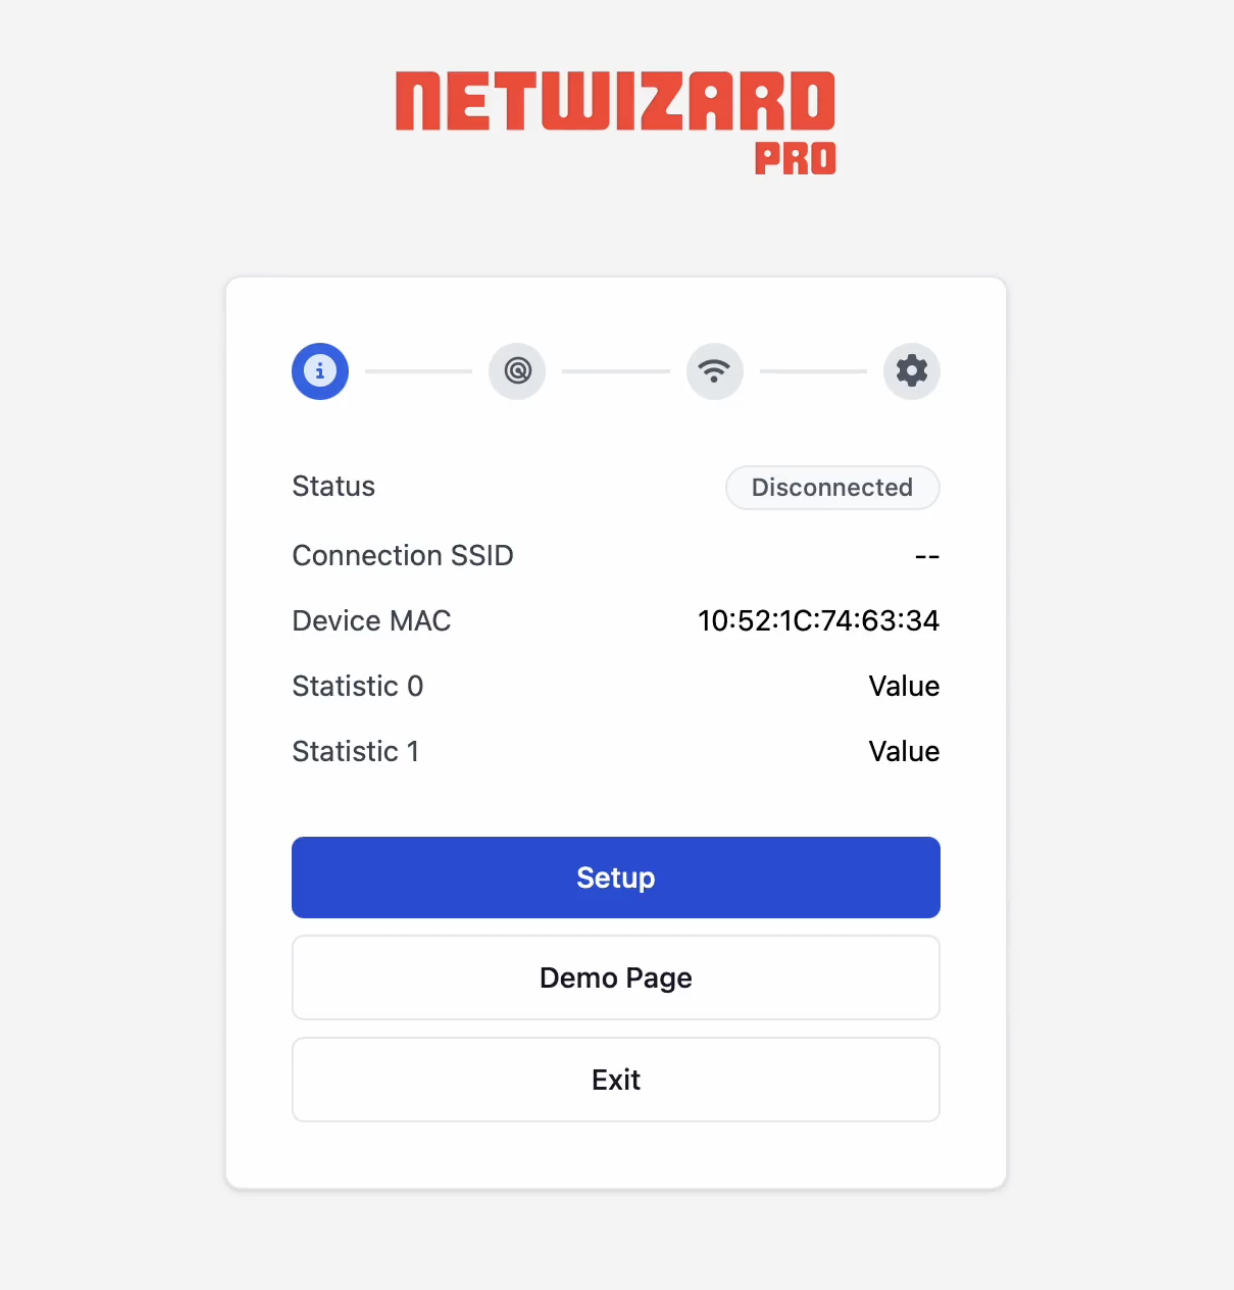 NETWIZARD
PRO
Status Disconnected
Connection SSID --
Device MAC 10:52:1C:74:63:34
Statistic 0 Value
Statistic 1 Value
Setup
Demo Page
Exit